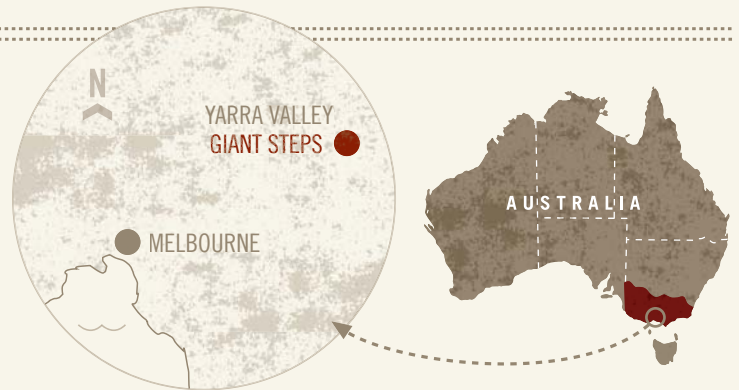 N
YARRA VALLEY
GIANT STEPS
MELBOURNE
AUSTRALIA